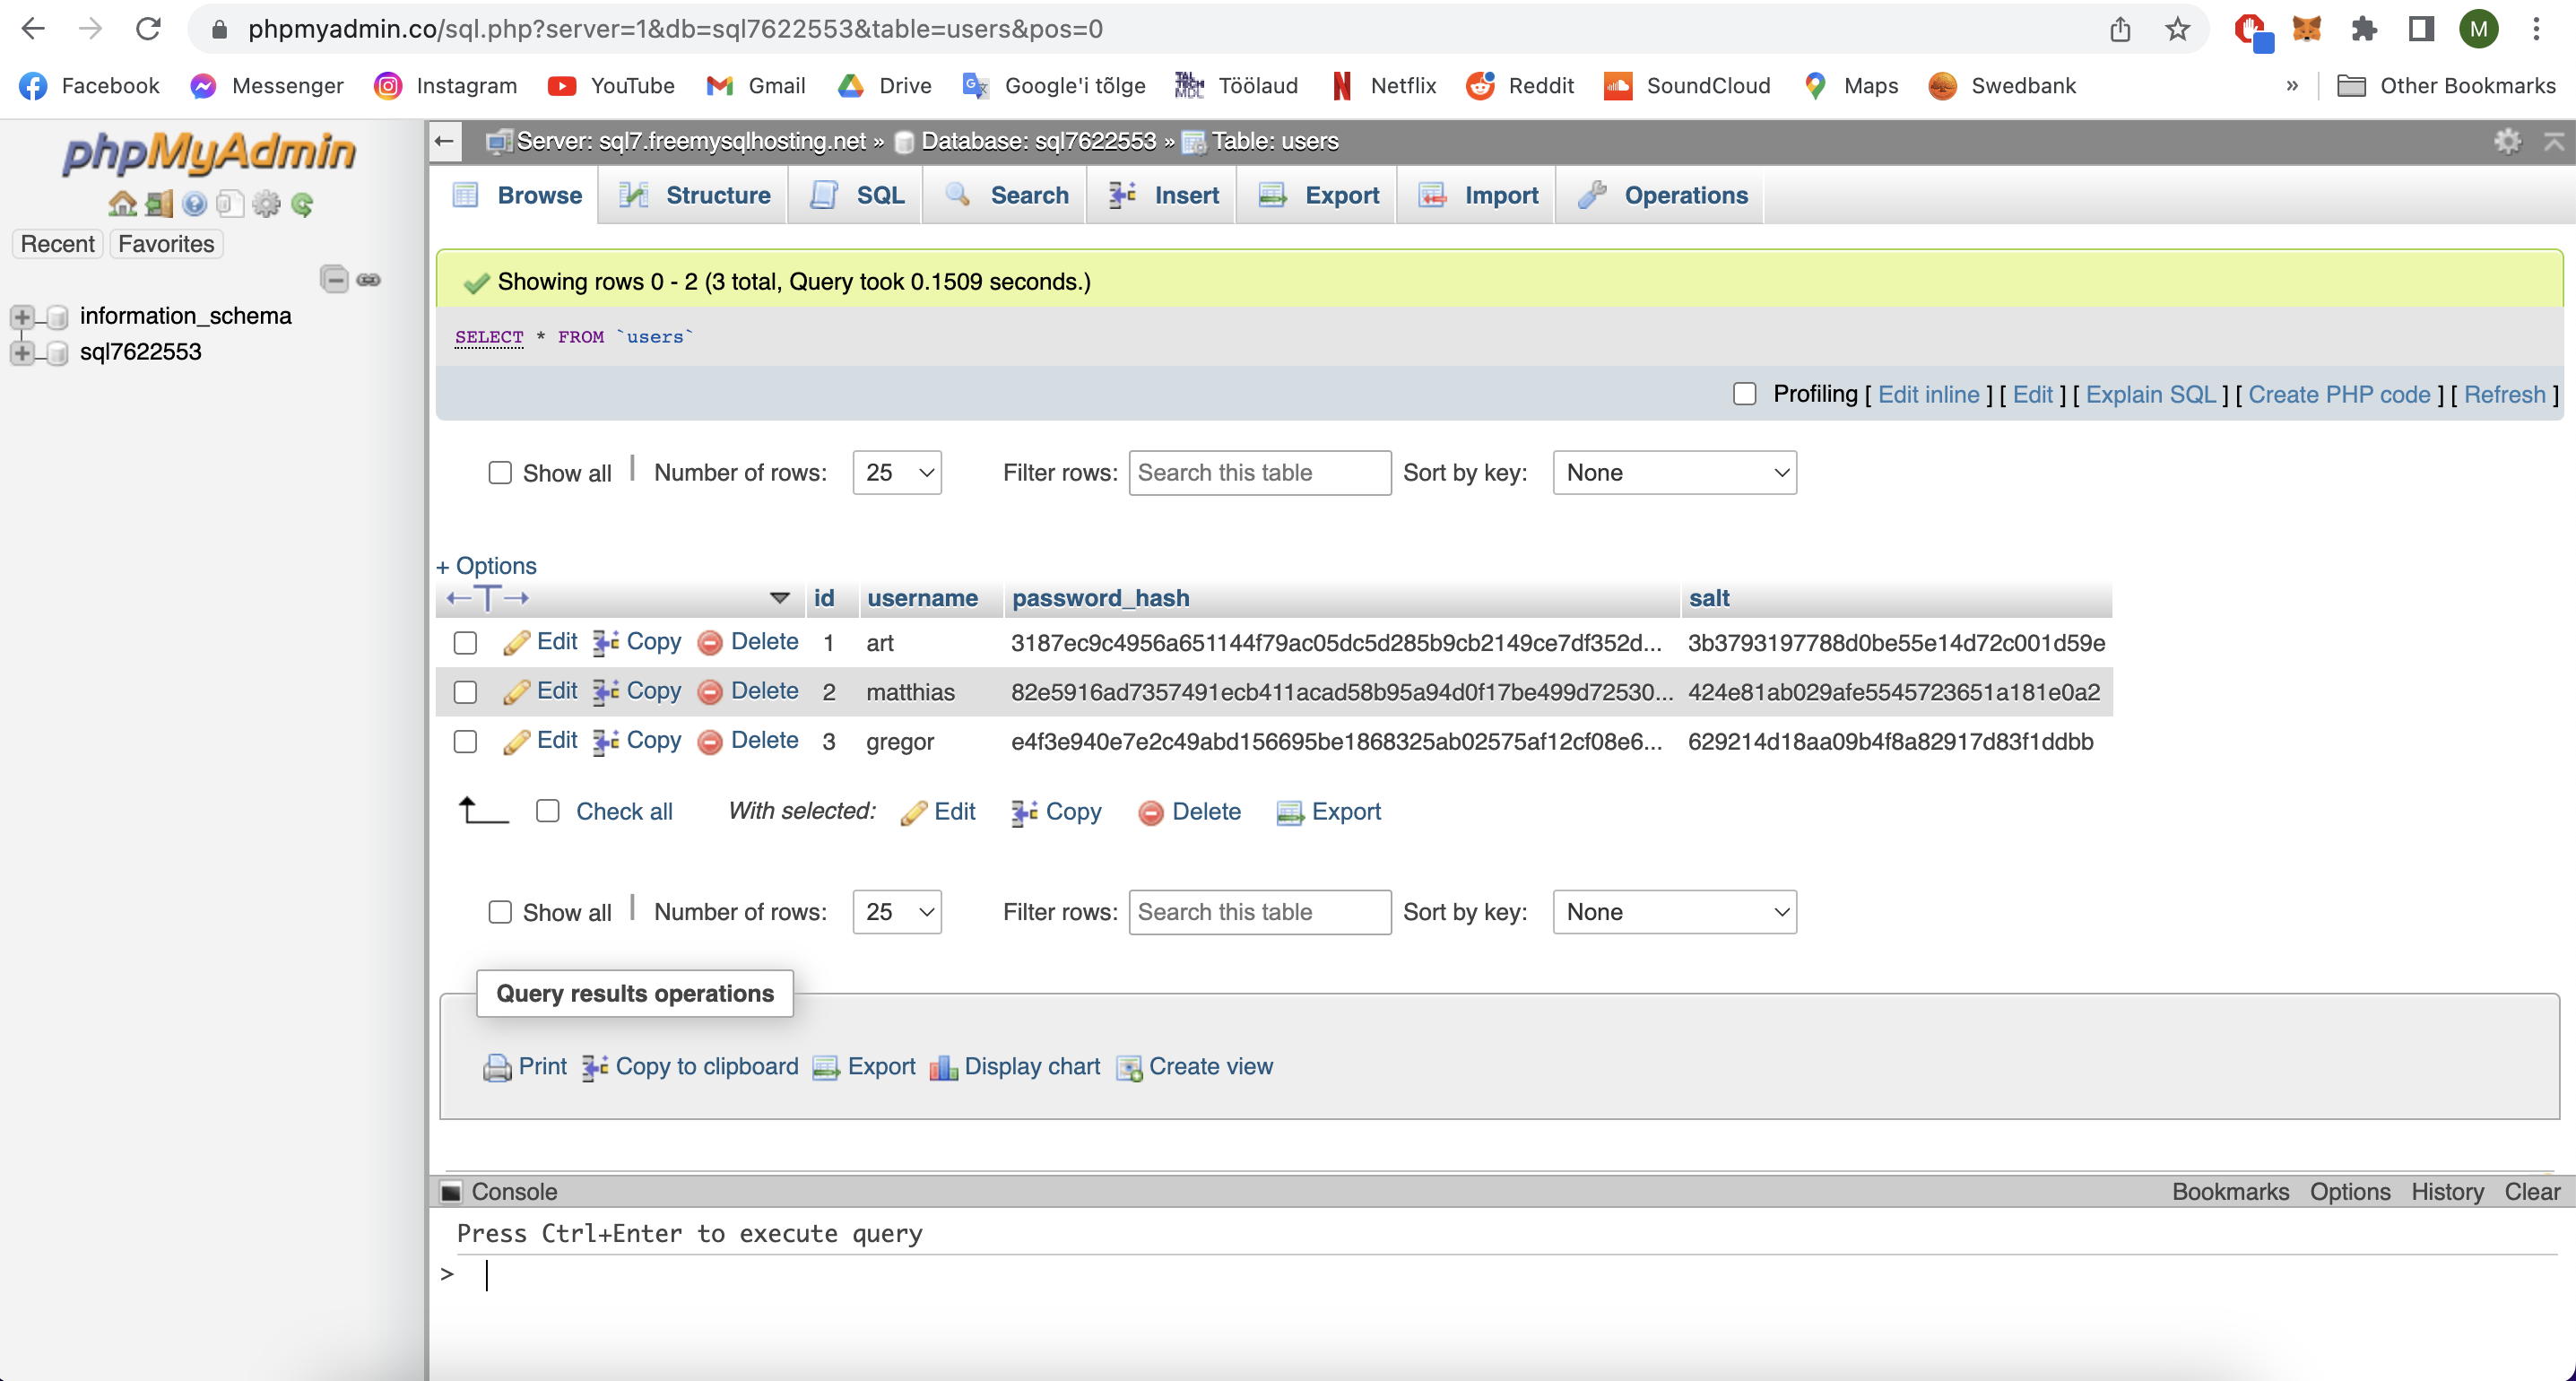 phpmyadmin.co/sql.php?server=1&db=sql7622553&table=users&pos=0
M
Facebook Messenger Instagram YouTube Gmail Drive Google'i tõlge TAL TECH MDL Töölaud Netflix Reddit SoundCloud Maps Swedbank » Other Bookmarks
phpMyAdmin
Recent Favorites
information_schema
sql7622553
Server: sql7.freemysqlhosting.net » Database: sql7622553 » Table: users
Browse Structure SQL Search Insert Export Import Operations
Showing rows 0 - 2 (3 total, Query took 0.1509 seconds.)
SELECT * FROM `users`
Profiling [ Edit inline ] [ Edit ] [ Explain SQL ] [ Create PHP code ] [ Refresh ]
Show all | Number of rows: 25 Filter rows: Search this table Sort by key: None
+ Options
←T→ id username password_hash salt
Edit Copy Delete 1 art 3187ec9c4956a651144f79ac05dc5d285b9cb2149ce7df352d... 3b3793197788d0be55e14d72c001d59e
Edit Copy Delete 2 matthias 82e5916ad7357491ecb411acad58b95a94d0f17be499d72530... 424e81ab029afe5545723651a181e0a2
Edit Copy Delete 3 gregor e4f3e940e7e2c49abd156695be1868325ab02575af12cf08e6... 629214d18aa09b4f8a82917d83f1ddbb
Check all With selected: Edit Copy Delete Export
Show all | Number of rows: 25 Filter rows: Search this table Sort by key: None
Query results operations
Print Copy to clipboard Export Display chart Create view
Console Bookmarks Options History Clear
Press Ctrl+Enter to execute query
>